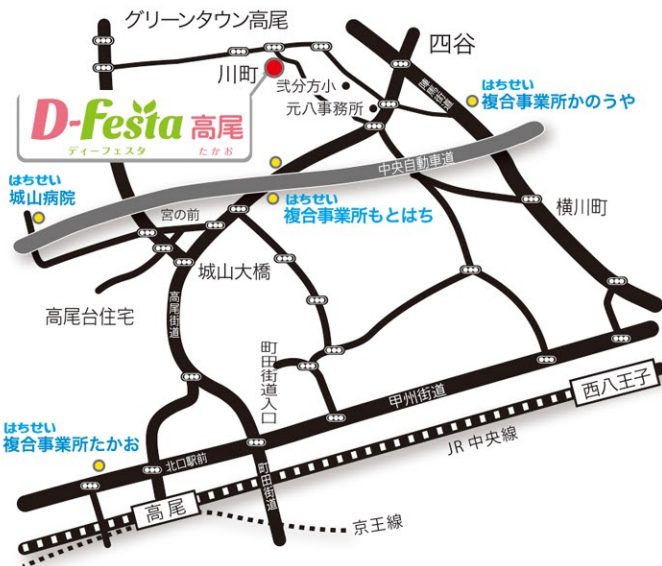 グリーンタウン高尾
四谷
川町
弐分方小
元八事務所
陣馬街道
はちせい
複合事業所かのうや
D-Festa 高尾
ディーフェスタ
たかお
中央自動車道
はちせい
城山病院
宮の前
はちせい
複合事業所もとはち
横川町
城山大橋
高尾台住宅
高尾街道
町田街道入口
甲州街道
西八王子
はちせい
複合事業所たかお
北口駅前
町田街道
JR 中央線
高尾
京王線